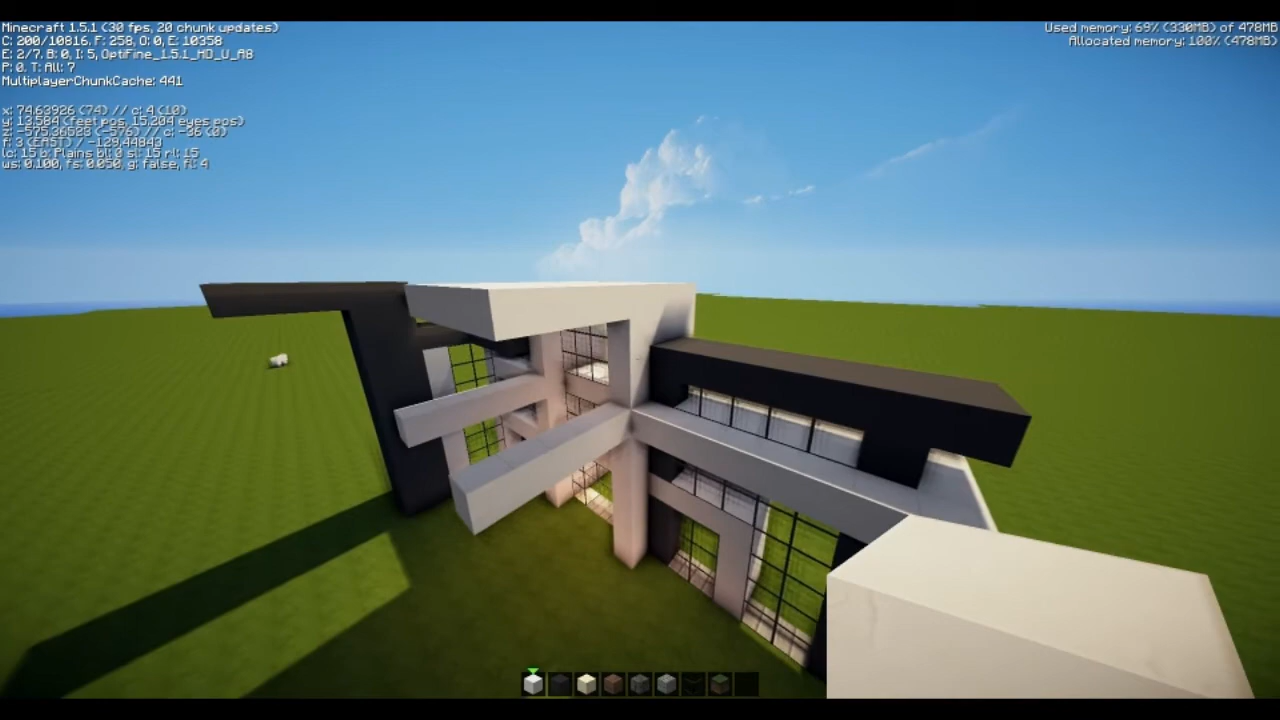 Minecraft 1.5.1 (30 fps, 20 chunk updates)
C: 200/10816, F: 258, O: 0, E: 10358
E: 2/7, B: 0, I: 5, OptiFine_1.5.1_HD_U_A8
P: 0. T: All: 7
MultiplayerChunkCache: 441
x: 74.63926 (74) // c: 4 (10)
y: 13.584 (feet pos, 15.204 eyes pos)
z: -575.36528 (-576) // c: -36 (0)
f: 3 (EAST) / -129.44843
lc: 15 b: Plains bl: 0 sl: 15 rl: 15
ws: 0.100, fs: 0.050, g: false, fl: 4
Used memory: 69% (330MB) of 478MB
Allocated memory: 100% (478MB)